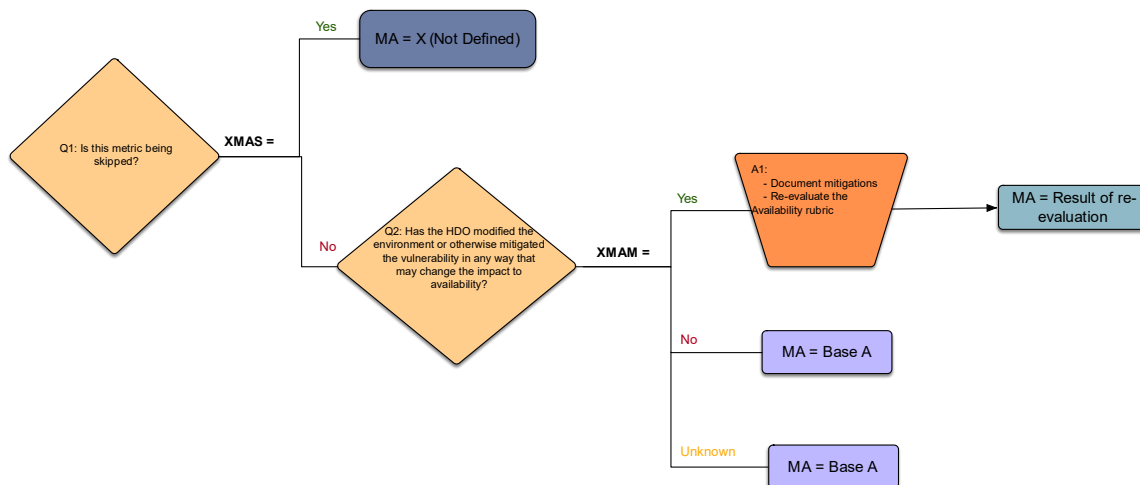 Yes
MA = X (Not Defined)
Q1: Is this metric being
skipped?
XMAS =
No
Q2: Has the HDO modified the
environment or otherwise mitigated
the vulnerability in any way that
may change the impact to
availability?
XMAM =
Yes
A1:
- Document mitigations
- Re-evaluate the
Availability rubric
MA = Result of re-
evaluation
No
MA = Base A
Unknown
MA = Base A